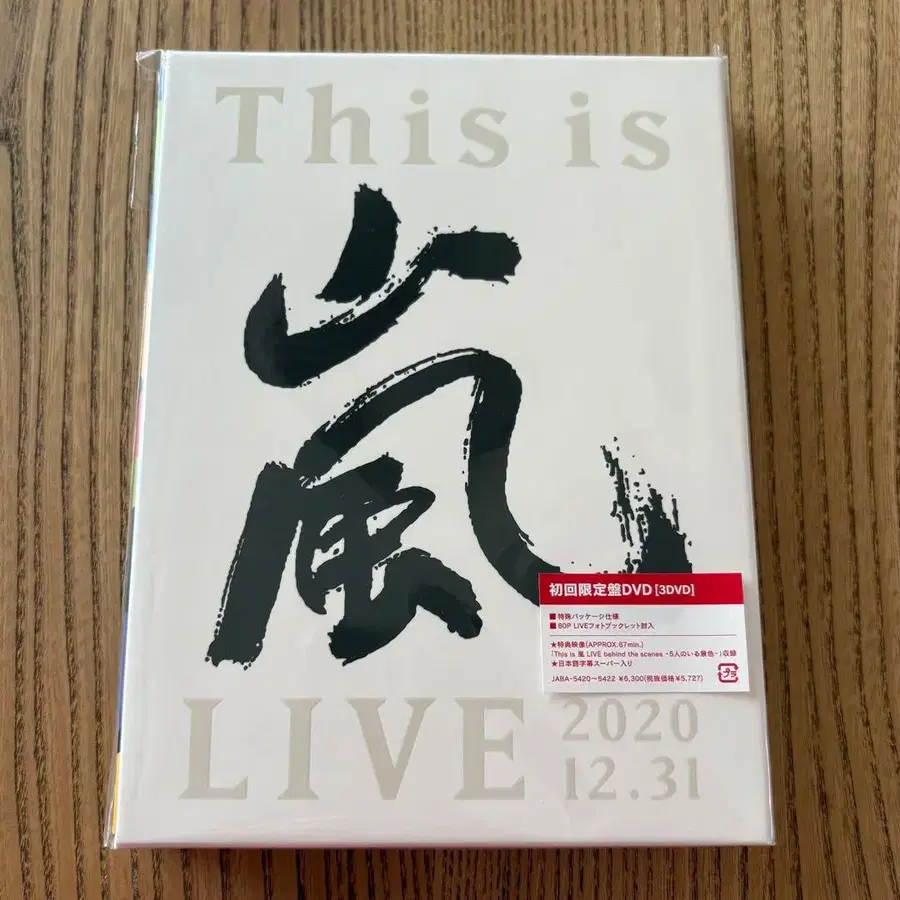 This is
嵐
LIVE
2020
12.31
初回限定盤DVD [3DVD]
■特殊パッケージ仕様
■80P LIVEフォトブックレット封入
★特典映像(APPROX.67min.)
「This is 嵐 LIVE behind the scenes -5人のいる景色-」収録
★日本語字幕スーパー入り
JABA-5420〜5422 ¥6,300(税抜価格¥5,727)
プラ